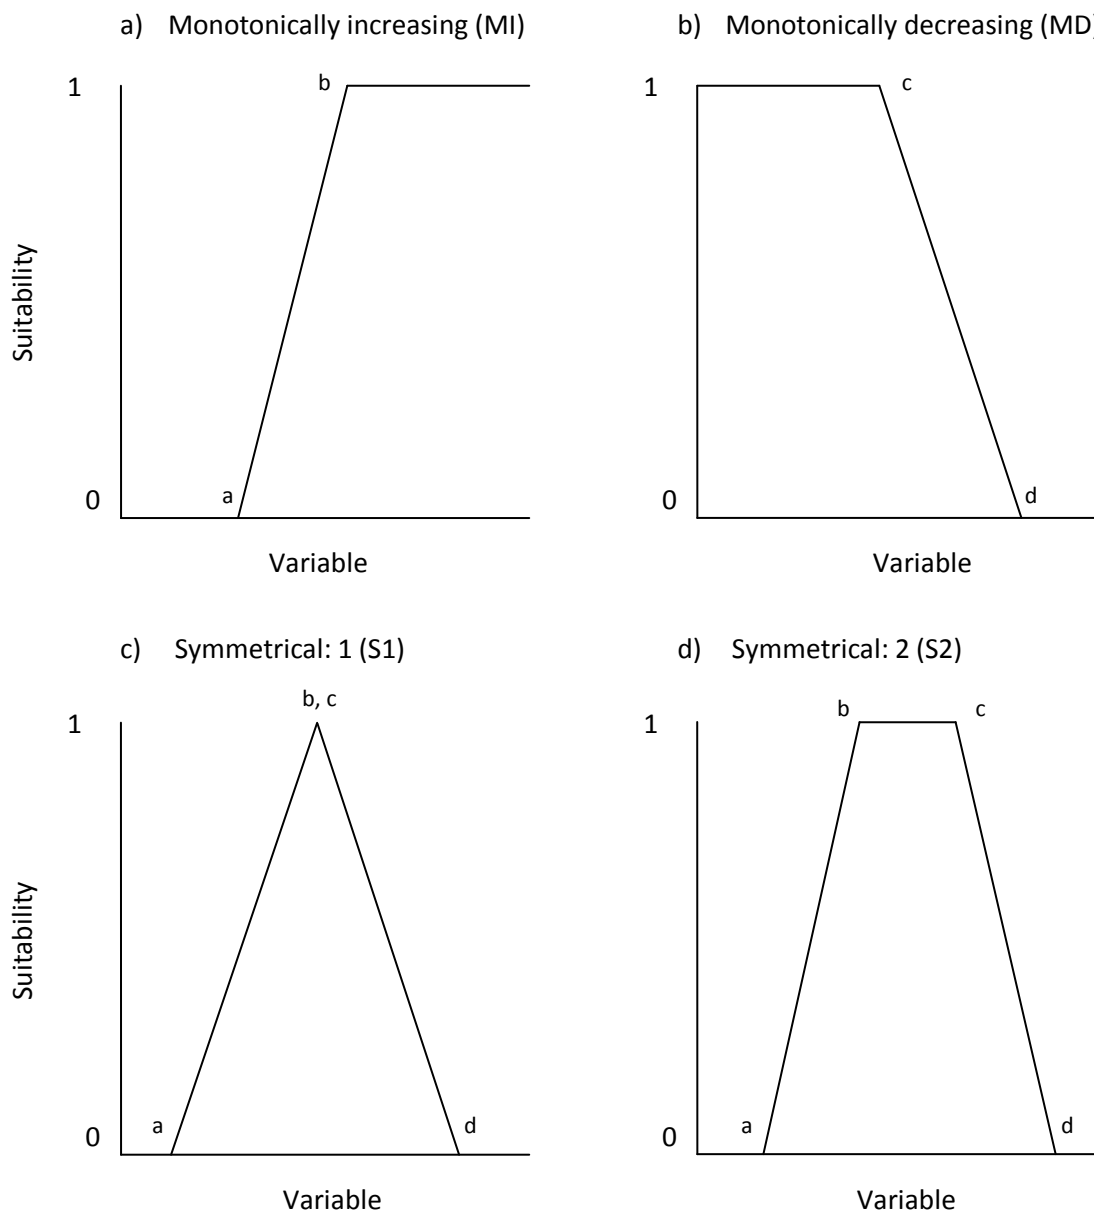 a) Monotonically increasing (MI)
1
b
Suitability
0
a
Variable
b) Monotonically decreasing (MD)
1
c
0
d
Variable
c) Symmetrical: 1 (S1)
b, c
1
Suitability
0
a
d
Variable
d) Symmetrical: 2 (S2)
b
c
1
0
a
d
Variable